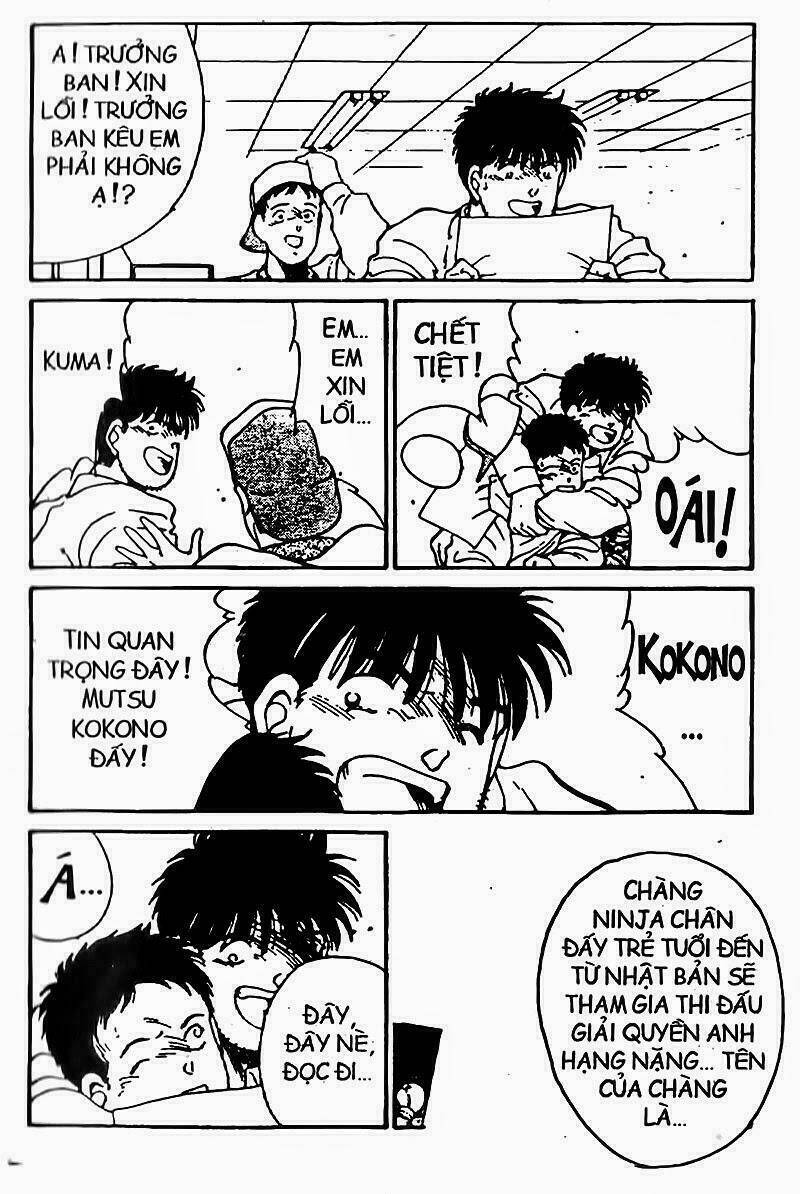 A! TRƯỞNG
BAN! XIN
LỖI! TRƯỞNG
BAN KÊU EM
PHẢI KHÔNG
Ạ!?
KUMA!
EM...
EM
XIN
LỖI...
CHẾT
TIỆT!
OÁI!
TIN QUAN
TRỌNG ĐÂY!
MUTSU
KOKONO
ĐẤY!
KOKONO
...
Á...
ĐÂY,
ĐÂY NÈ,
ĐỌC ĐI...
CHÀNG
NINJA CHÂN
ĐẤY TRẺ TUỔI ĐẾN
TỪ NHẬT BẢN SẼ
THAM GIA THI ĐẤU
GIẢI QUYỀN ANH
HẠNG NẶNG... TÊN
CỦA CHÀNG
LÀ...